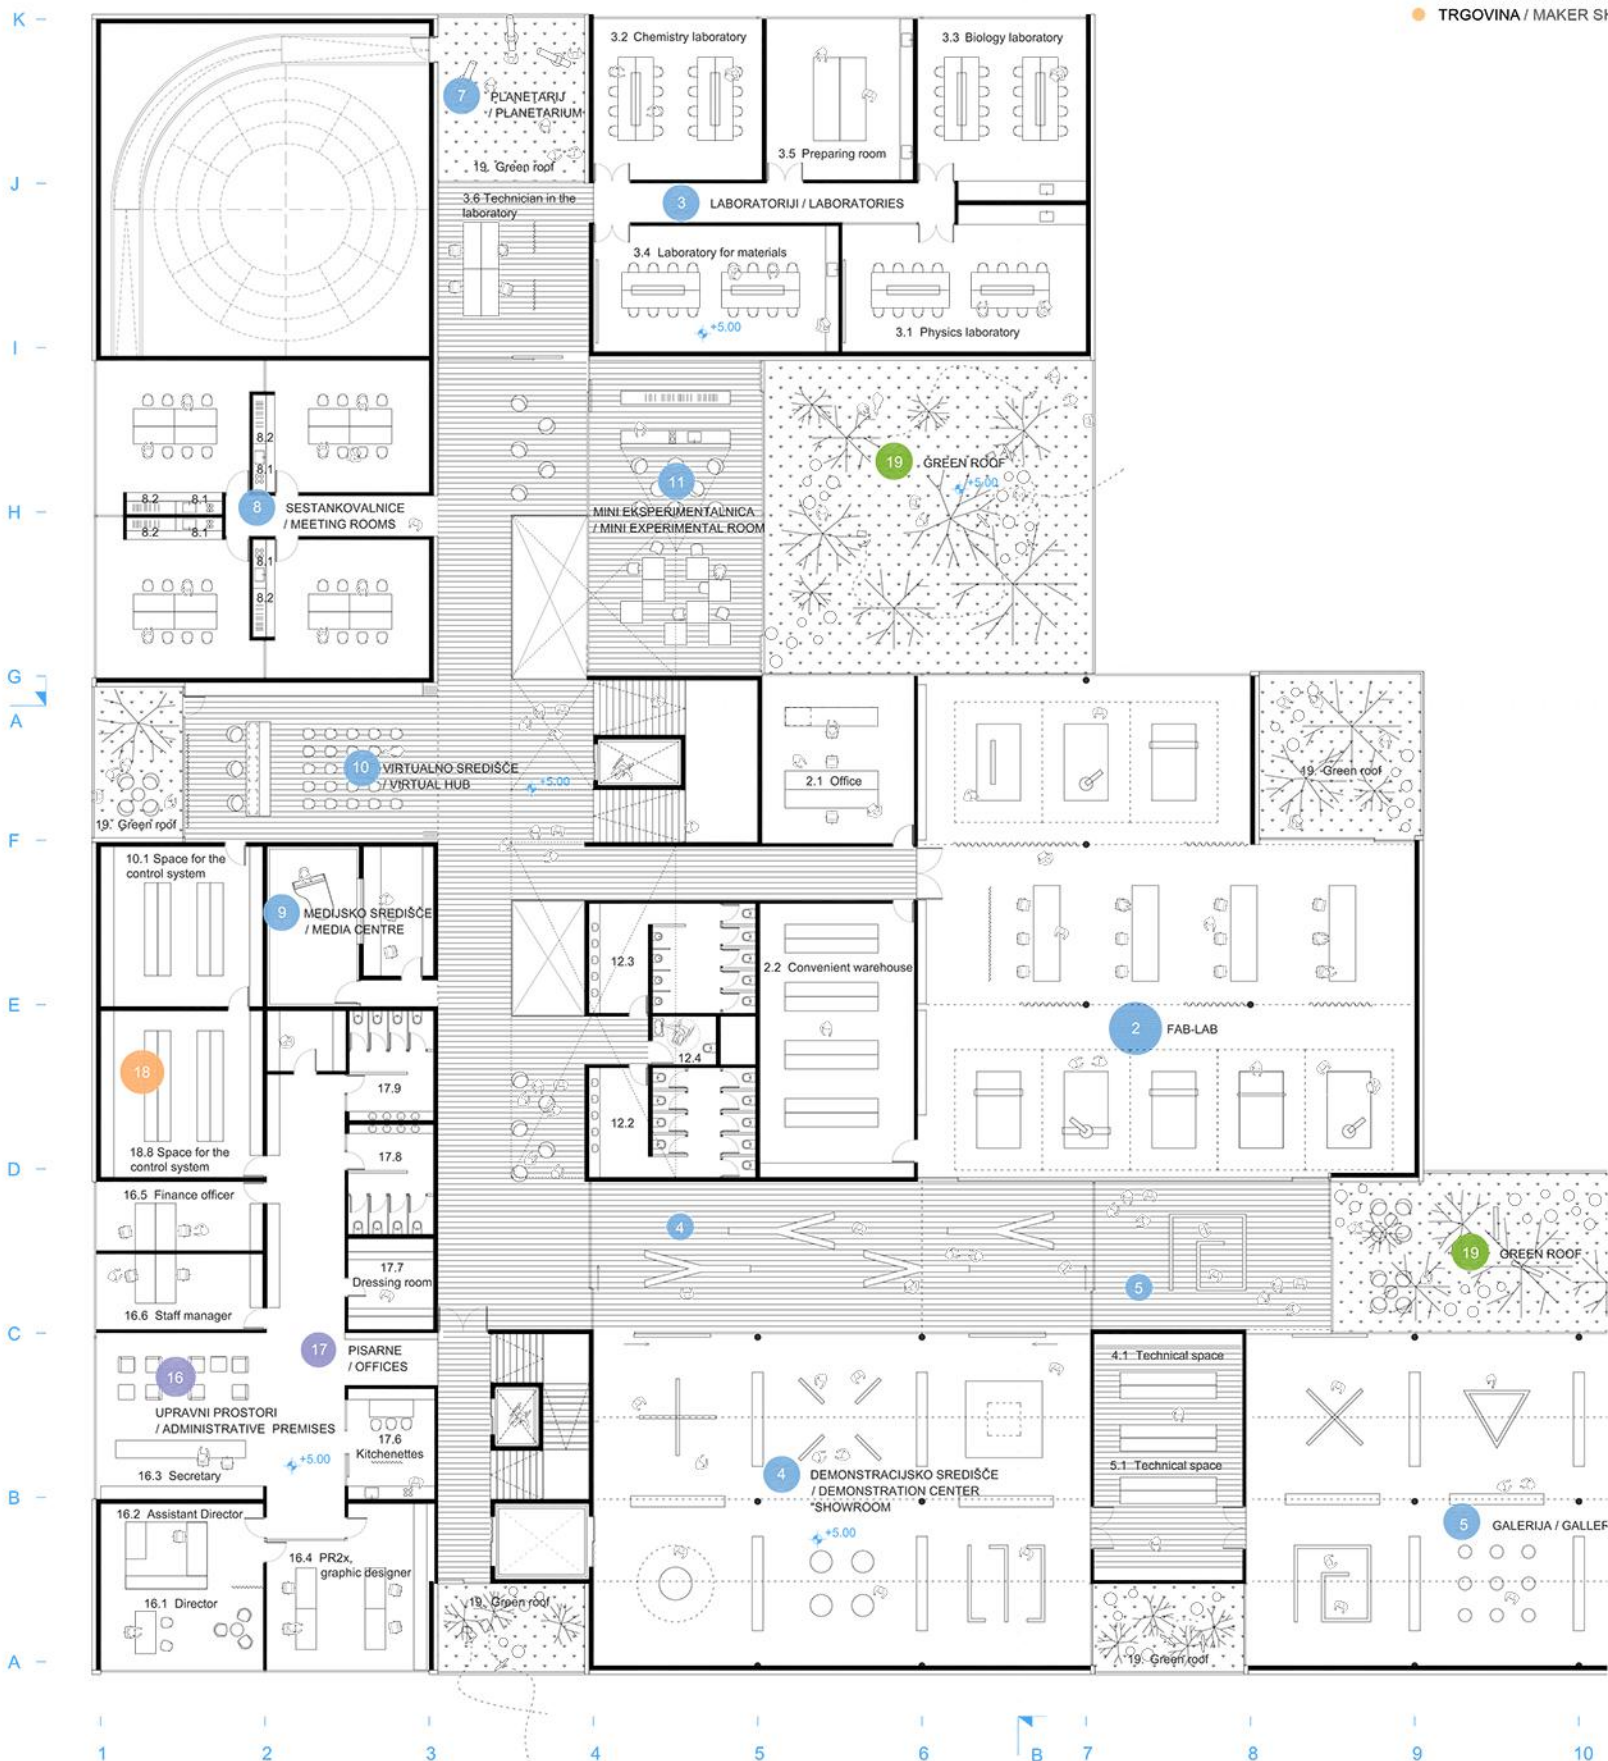 K
TRGOVINA / MAKER SH
3.2 Chemistry laboratory
3.3 Biology laboratory
7
PLANETARIJ
/ PLANETARIUM
3.5 Preparing room
19. Green roof
J
3.6 Technician in the
laboratory
3
LABORATORIJI / LABORATORIES
3.4 Laboratory for materials
+5.00
3.1 Physics laboratory
I
8.2
8.1
19
GREEN ROOF
+5.00
11
MINI EKSPERIMENTALNICA
/ MINI EXPERIMENTAL ROOM
H
8.2
8.1
8
SESTANKOVALNICE
/ MEETING ROOMS
8.2
8.1
8.1
8.2
G
A
10
VIRTUALNO SREDIŠČE
/ VIRTUAL HUB
+5.00
2.1 Office
19. Green roof
19. Green roof
F
10.1 Space for the
control system
9
MEDIJSKO SREDIŠČE
/ MEDIA CENTRE
12.3
2.2 Convenient warehouse
E
2
FAB-LAB
12.4
18
17.9
12.2
18.8 Space for the
control system
17.8
D
16.5 Finance officer
4
19
GREEN ROOF
17.7
Dressing room
5
16.6 Staff manager
C
17
PISARNE
/ OFFICES
4.1 Technical space
16
UPRAVNI PROSTORI
/ ADMINISTRATIVE PREMISES
17.6
Kitchenettes
+5.00
16.3 Secretary
4
DEMONSTRACIJSKO SREDIŠČE
/ DEMONSTRATION CENTER
"SHOWROOM
5.1 Technical space
B
16.2 Assistant Director
+5.00
5
GALERIJA / GALLER
16.4 PR2x,
graphic designer
16.1 Director
19. Green roof
19. Green roof
A
1
2
3
4
5
6
B
7
8
9
10